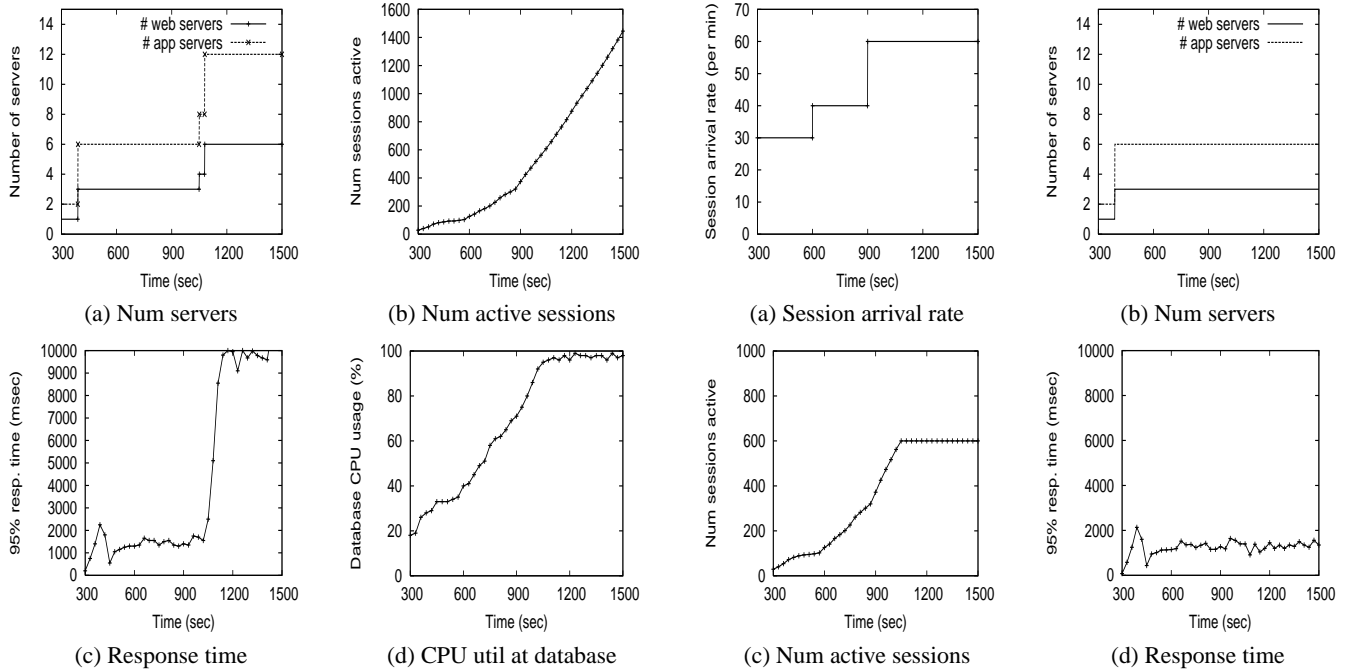 Number of servers
14
12
10
8
6
4
2
0
# web servers
# app servers
300 600 900 1200 1500
Time (sec)
(a) Num servers
Num sessions active
1600
1400
1200
1000
800
600
400
200
0
300 600 900 1200 1500
Time (sec)
(b) Num active sessions
Session arrival rate (per min)
70
60
50
40
30
20
10
0
300 600 900 1200 1500
Time (sec)
(a) Session arrival rate
Number of servers
14
12
10
8
6
4
2
0
# web servers
# app servers
300 600 900 1200 1500
Time (sec)
(b) Num servers
95% resp. time (msec)
10000
9000
8000
7000
6000
5000
4000
3000
2000
1000
0
300 600 900 1200 1500
Time (sec)
(c) Response time
Database CPU usage (%)
100
80
60
40
20
0
300 600 900 1200 1500
Time (sec)
(d) CPU util at database
Num sessions active
1000
800
600
400
200
0
300 600 900 1200 1500
Time (sec)
(c) Num active sessions
95% resp. time (msec)
10000
8000
6000
4000
2000
0
300 600 900 1200 1500
Time (sec)
(d) Response time